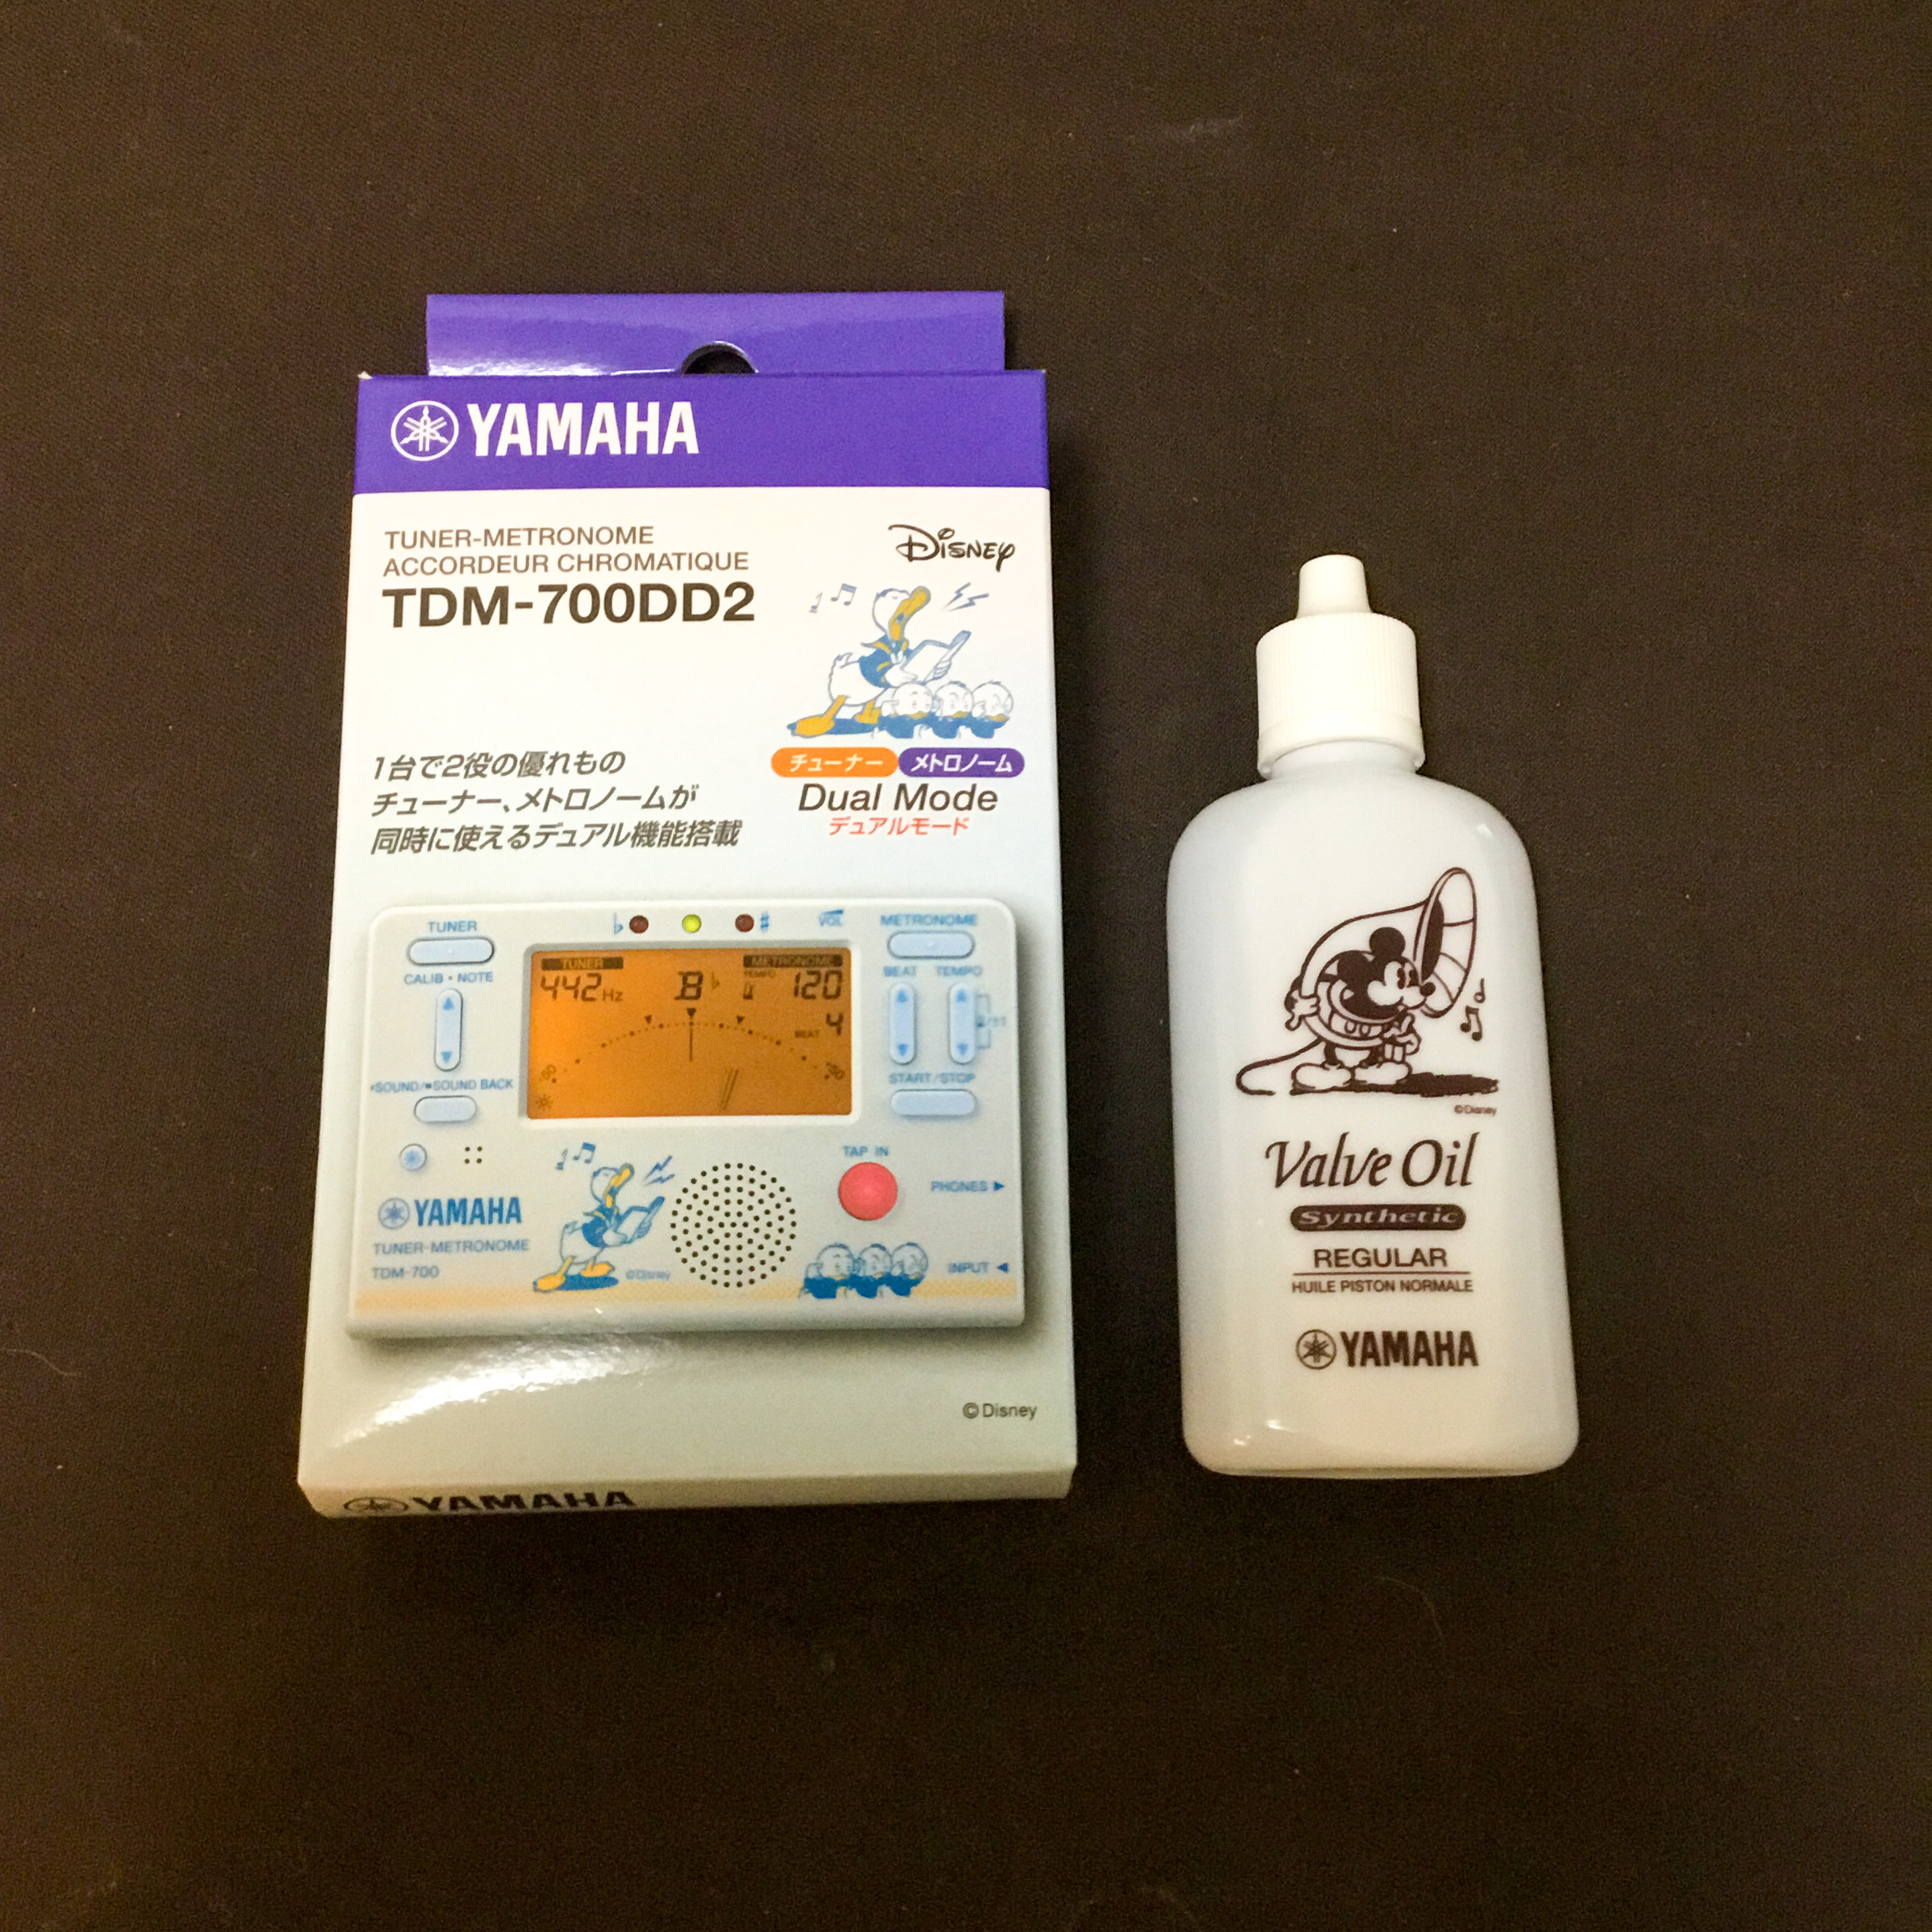 YAMAHA
TUNER-METRONOME
ACCORDEUR CHROMATIQUE
TDM-700DD2
Disney
1台で2役の優れもの
チューナー、メトロノームが
同時に使えるデュアル機能搭載
チューナー メトロノーム
Dual Mode
デュアルモード
TUNER
♭
♯
VOL
METRONOME
CALIB・NOTE
BEAT TEMPO
TUNER
METRONOME
442Hz
B♭
TEMPO
120
BEAT 4
SOUND/■SOUND BACK
START/STOP
TAP IN
PHONES ▶
YAMAHA
TUNER-METRONOME
TDM-700
©Disney
INPUT ◀
©Disney
YAMAHA
©Disney
Valve Oil
Synthetic
REGULAR
HUILE PISTON NORMALE
YAMAHA